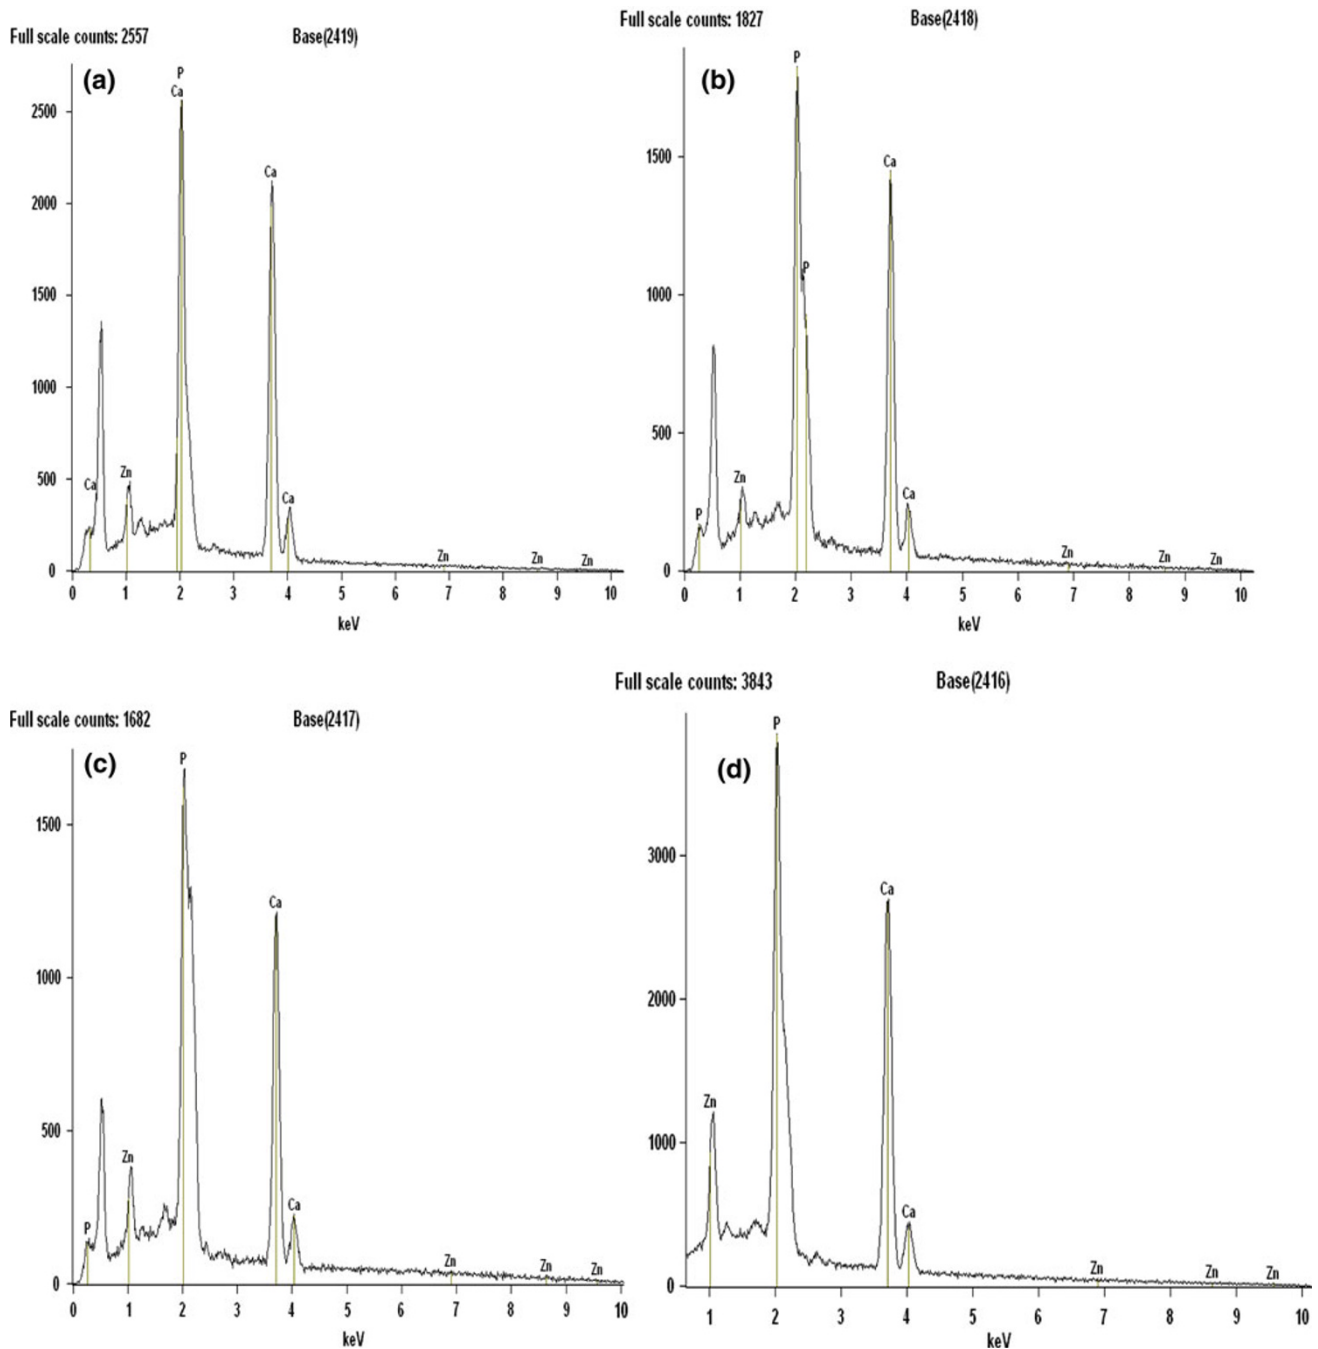 Full scale counts: 2557 Base(2419)
(a)
P
Ca
Ca
Ca
Zn
Ca
Zn
Zn
Zn
2500
2000
1500
1000
500
0
0 1 2 3 4 5 6 7 8 9 10
keV
Full scale counts: 1827 Base(2418)
(b)
P
P
Ca
P
Zn
Ca
Zn
Zn
Zn
1500
1000
500
0
0 1 2 3 4 5 6 7 8 9 10
keV
Full scale counts: 1682 Base(2417)
(c)
P
Ca
Zn
P
Ca
Zn
Zn
Zn
1500
1000
500
0
0 1 2 3 4 5 6 7 8 9 10
keV
Full scale counts: 3843 Base(2416)
(d)
P
Ca
Zn
Ca
Zn
Zn
Zn
3000
2000
1000
0
1 2 3 4 5 6 7 8 9 10
keV